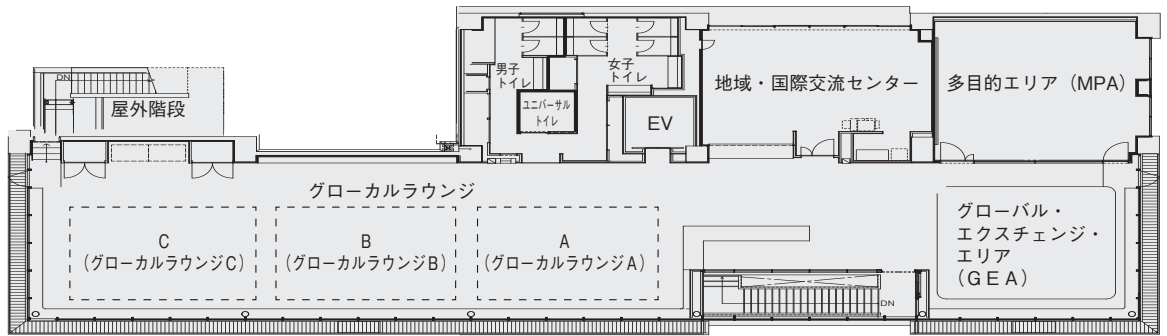 DN
屋外階段
男子
トイレ
女子
トイレ
ユニバーサル
トイレ
EV
地域・国際交流センター
多目的エリア（MPA）
グローカルラウンジ
C
（グローカルラウンジC）
B
（グローカルラウンジB）
A
（グローカルラウンジA）
グローバル・
エクスチェンジ・
エリア
（GEA）
DN